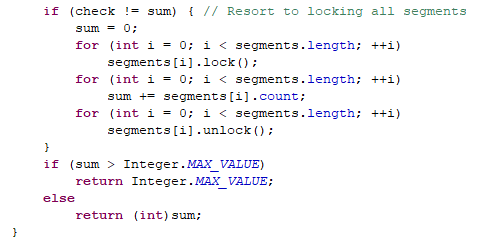 if (check != sum) { // Resort to locking all segments
sum = 0;
for (int i = 0; i < segments.length; ++i)
segments[i].lock();
for (int i = 0; i < segments.length; ++i)
sum += segments[i].count;
for (int i = 0; i < segments.length; ++i)
segments[i].unlock();
}
if (sum > Integer.MAX_VALUE)
return Integer.MAX_VALUE;
else
return (int)sum;
}